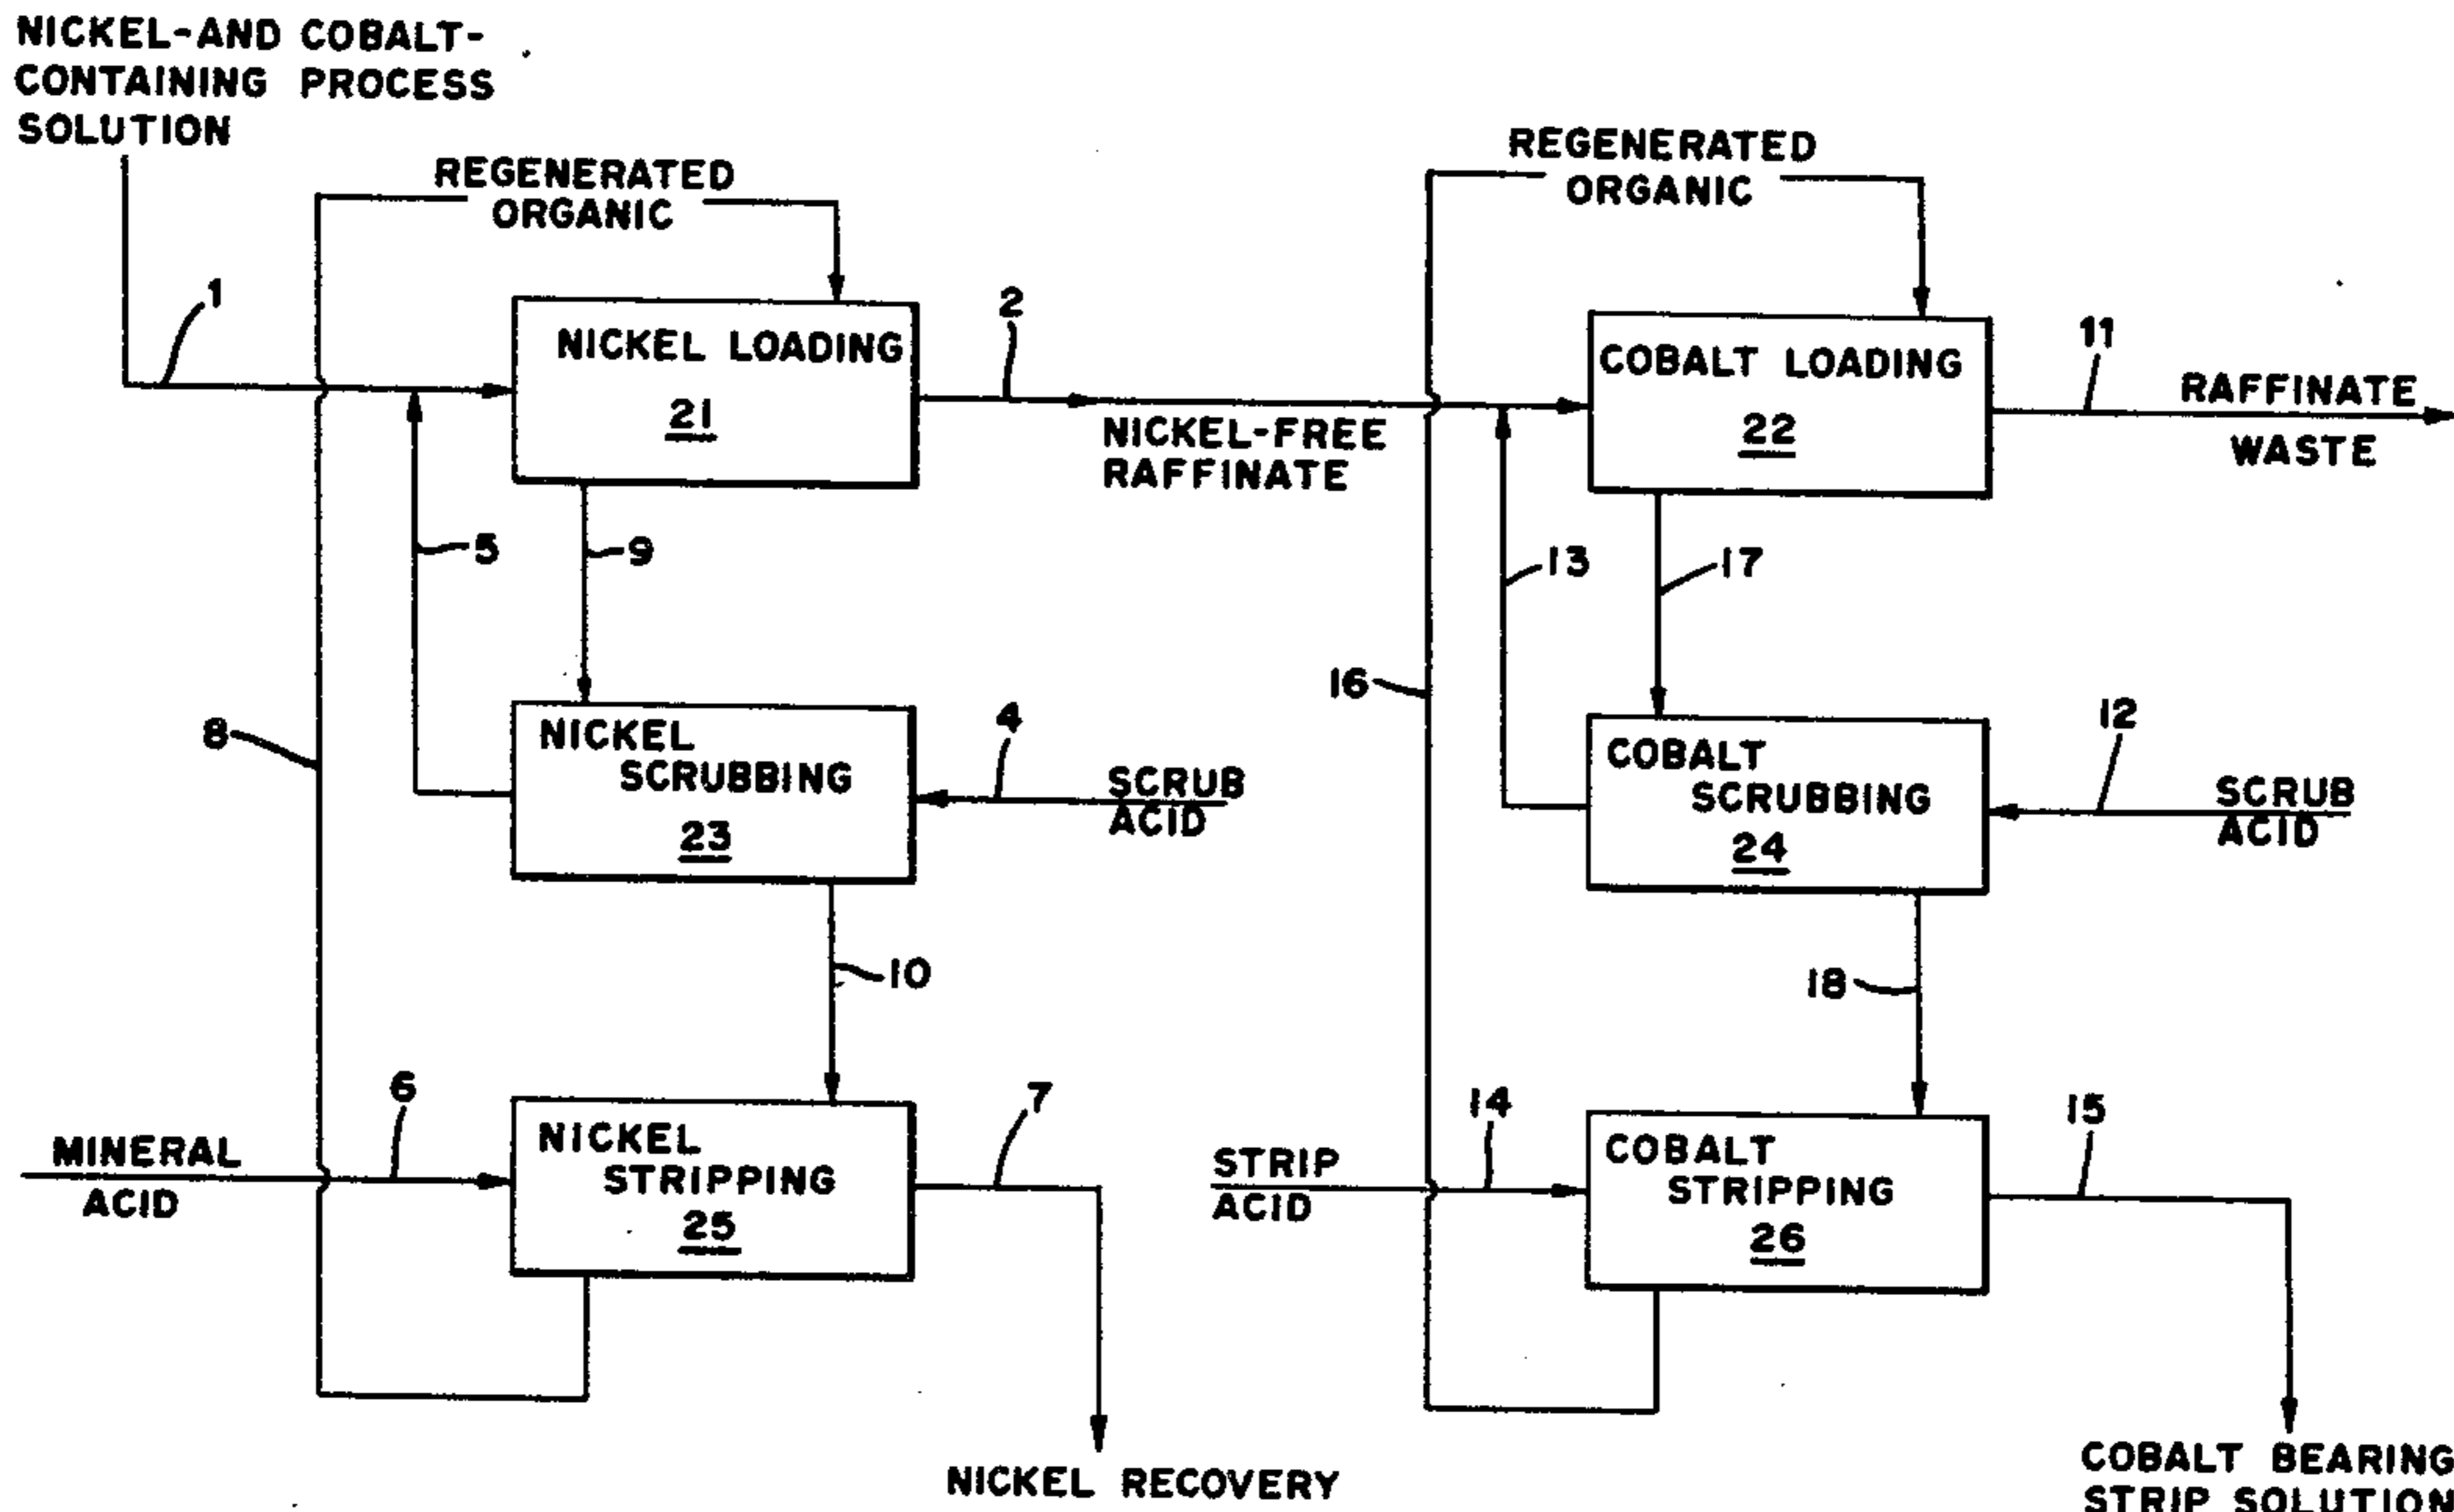 NICKEL-AND COBALT-
CONTAINING PROCESS
SOLUTION
REGENERATED
ORGANIC
REGENERATED
ORGANIC
1
NICKEL LOADING
21
2
NICKEL-FREE
RAFFINATE
COBALT LOADING
22
11
RAFFINATE
WASTE
5
9
13
17
8
NICKEL
SCRUBBING
23
4
SCRUB
ACID
16
COBALT
SCRUBBING
24
12
SCRUB
ACID
10
18
MINERAL
ACID
6
NICKEL
STRIPPING
25
7
STRIP
ACID
14
COBALT
STRIPPING
26
15
NICKEL RECOVERY
COBALT BEARING
STRIP SOLUTION